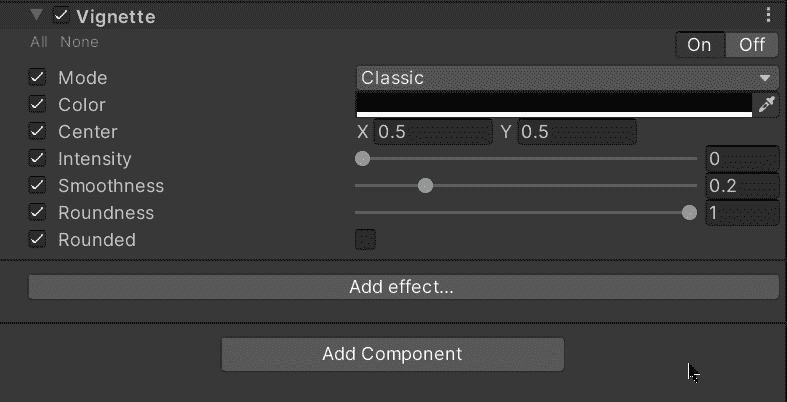 Vignette
All None
On Off
Mode Classic
Color
Center X 0.5 Y 0.5
Intensity 0
Smoothness 0.2
Roundness 1
Rounded
Add effect...
Add Component